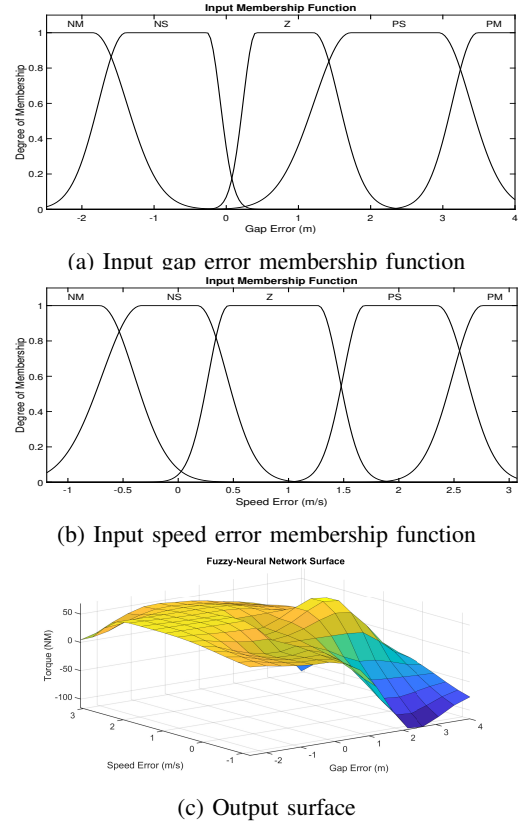 Input Membership Function
NM NS Z PS PM
1
0.8
0.6
0.4
0.2
0
Degree of Membership
-2 -1 0 1 2 3 4
Gap Error (m)
(a) Input gap error membership function
Input Membership Function
NM NS Z PS PM
1
0.8
0.6
0.4
0.2
0
Degree of Membership
-1 -0.5 0 0.5 1 1.5 2 2.5 3
Speed Error (m/s)
(b) Input speed error membership function
Fuzzy-Neural Network Surface
50
0
-50
-100
Torque (NM)
3 2 1 0 -1
Speed Error (m/s)
-2 -1 0 1 2 3 4
Gap Error (m)
(c) Output surface